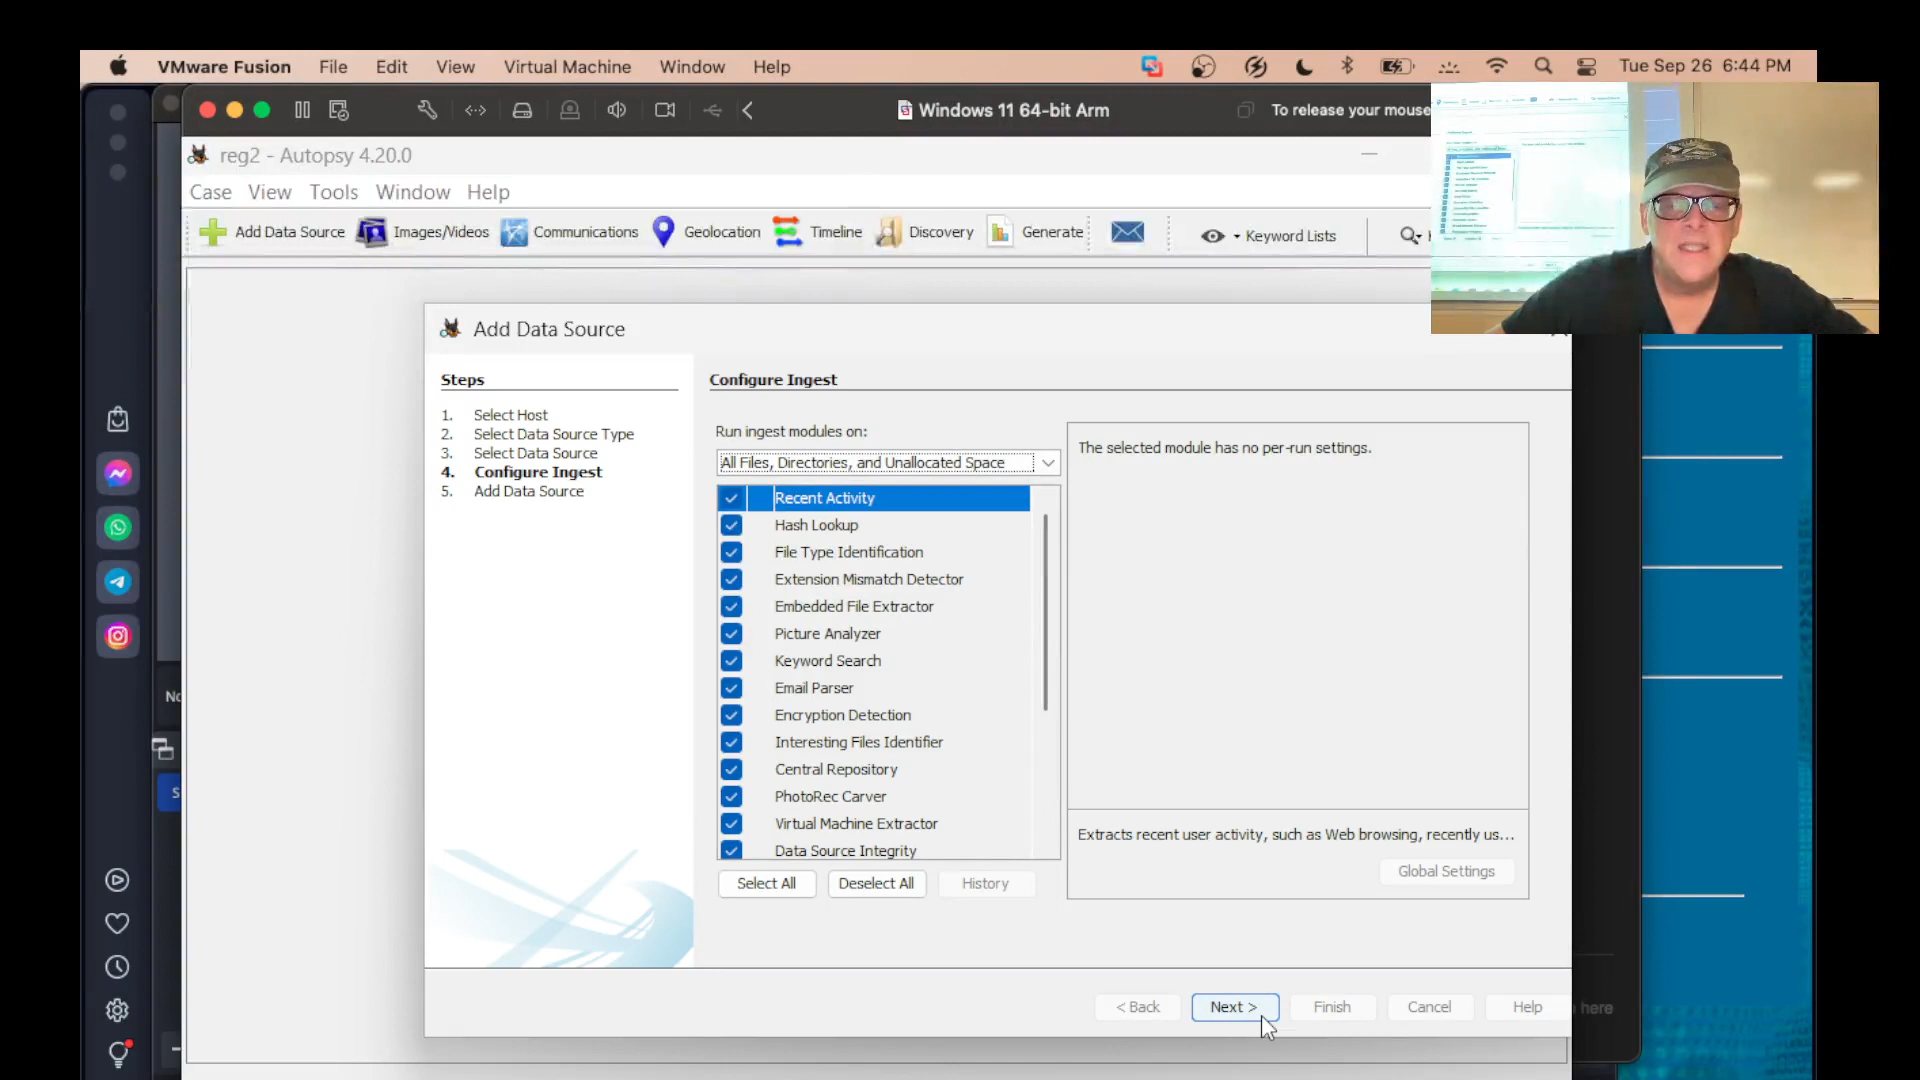 VMware Fusion File Edit View Virtual Machine Window Help Tue Sep 26 6:44 PM
Windows 11 64-bit Arm To release your mouse
reg2 - Autopsy 4.20.0
Case View Tools Window Help
Add Data Source Images/Videos Communications Geolocation Timeline Discovery Generate Keyword Lists
Add Data Source
Steps
1. Select Host
2. Select Data Source Type
3. Select Data Source
4. Configure Ingest
5. Add Data Source
Configure Ingest
Run ingest modules on:
All Files, Directories, and Unallocated Space
Recent Activity
Hash Lookup
File Type Identification
Extension Mismatch Detector
Embedded File Extractor
Picture Analyzer
Keyword Search
Email Parser
Encryption Detection
Interesting Files Identifier
Central Repository
PhotoRec Carver
Virtual Machine Extractor
Data Source Integrity
Select All Deselect All History
The selected module has no per-run settings.
Extracts recent user activity, such as Web browsing, recently us...
Global Settings
< Back Next > Finish Cancel Help
here